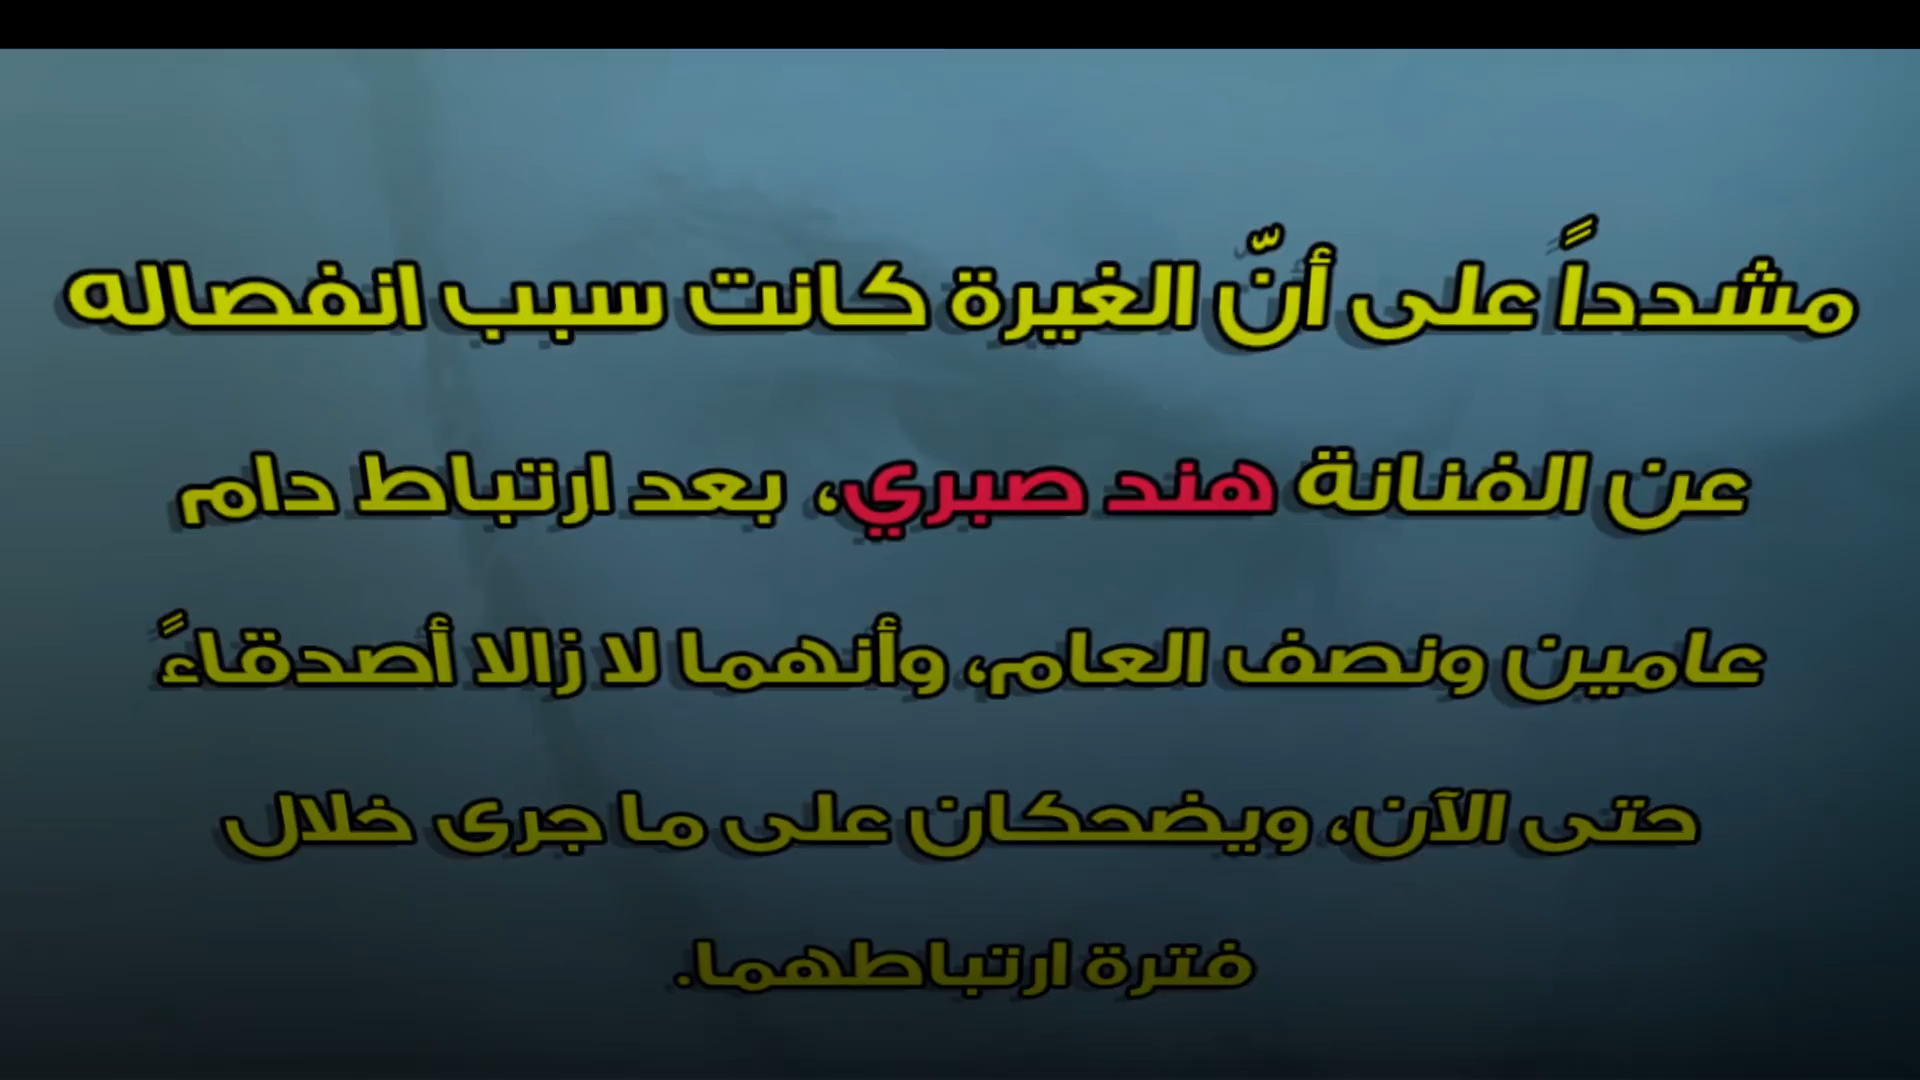 مشدداً على أنّ الغيرة كانت سبب انفصاله
عن الفنانة هند صبري، بعد ارتباط دام
عامين ونصف العام، وأنهما لا زالا أصدقاءً
حتى الآن، ويضحكان على ما جرى خلال
فترة ارتباطهما.